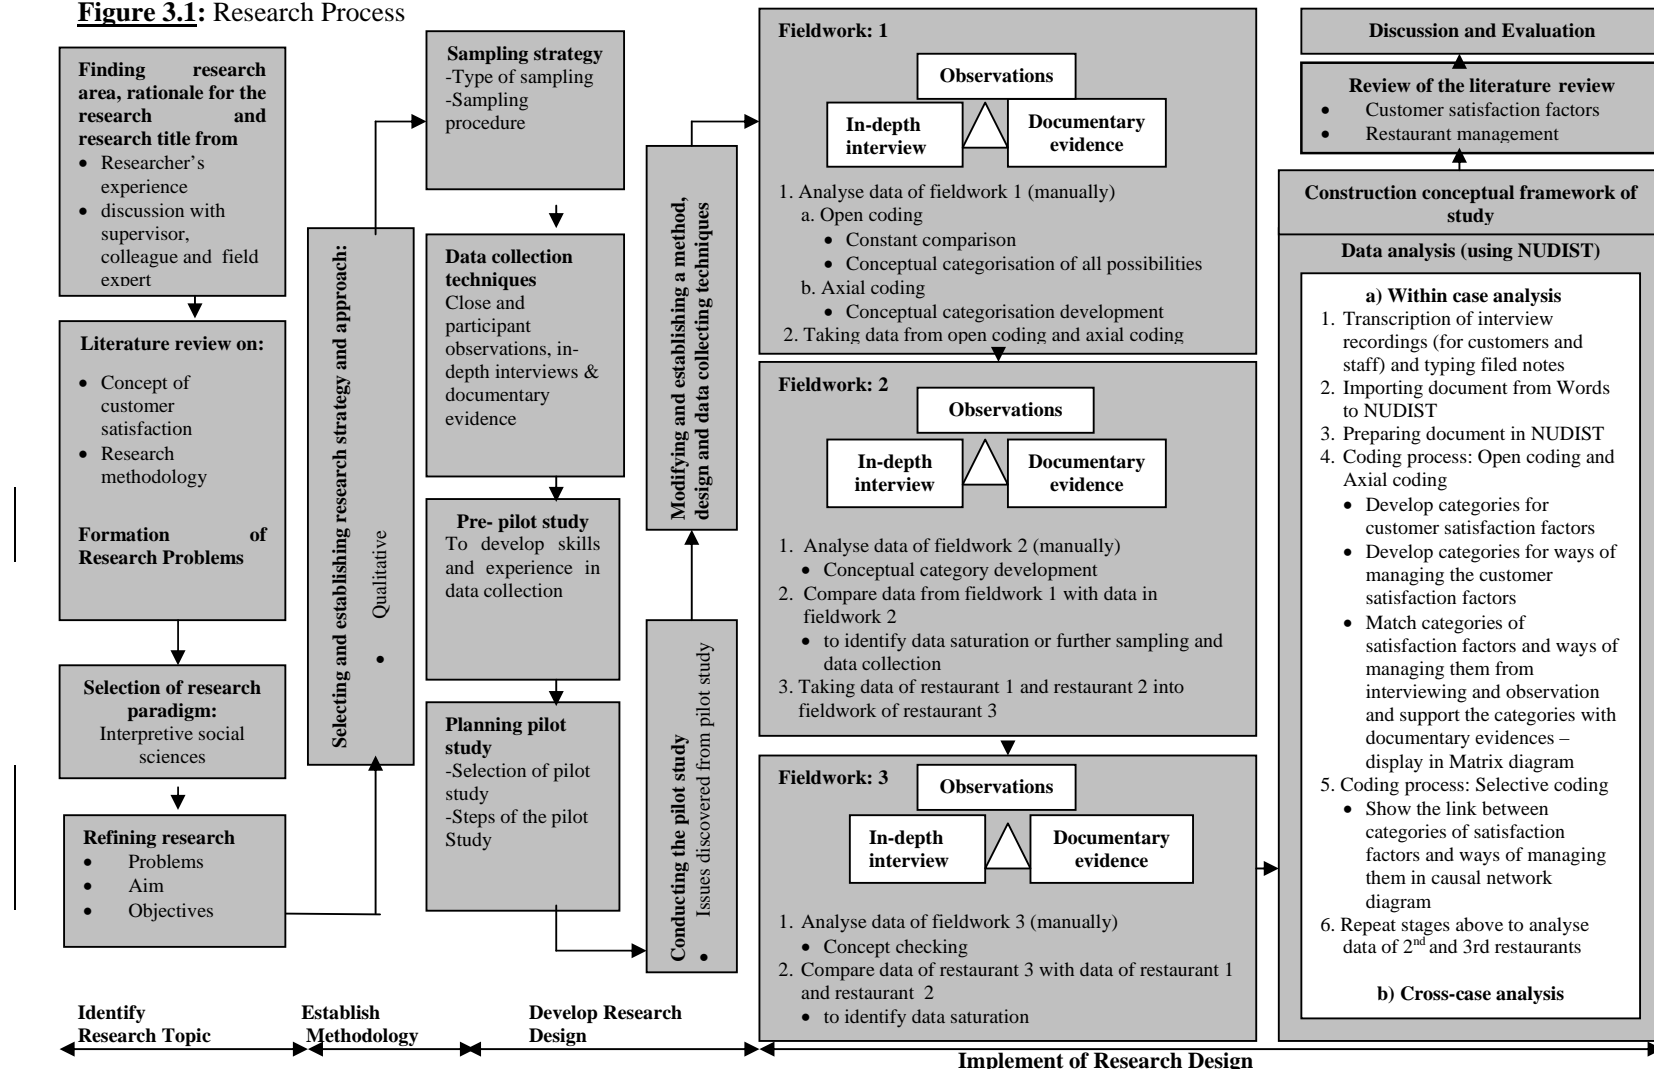 Figure 3.1: Research Process
Finding research
area, rationale for the
research and
research title from
• Researcher’s
experience
• discussion with
supervisor,
colleague and field
expert
Literature review on:
• Concept of
customer
satisfaction
• Research
methodology
Formation of
Research Problems
Selection of research
paradigm:
Interpretive social
sciences
Refining research
• Problems
• Aim
• Objectives
Selecting and establishing research strategy and approach:
• Qualitative
Sampling strategy
-Type of sampling
-Sampling
procedure
Data collection
techniques
Close and
participant
observations, in-
depth interviews &
documentary
evidence
Pre- pilot study
To develop skills
and experience in
data collection
Planning pilot
study
-Selection of pilot
study
-Steps of the pilot
Study
Conducting the pilot study
• Issues discovered from pilot study
Modifying and establishing a method,
design and data collecting techniques
Fieldwork: 1
Observations
In-depth
interview
Documentary
evidence
1. Analyse data of fieldwork 1 (manually)
a. Open coding
• Constant comparison
• Conceptual categorisation of all possibilities
b. Axial coding
• Conceptual categorisation development
2. Taking data from open coding and axial coding
Fieldwork: 2
Observations
In-depth
interview
Documentary
evidence
1. Analyse data of fieldwork 2 (manually)
• Conceptual category development
2. Compare data from fieldwork 1 with data in
fieldwork 2
• to identify data saturation or further sampling and
data collection
3. Taking data of restaurant 1 and restaurant 2 into
fieldwork of restaurant 3
Fieldwork: 3
Observations
In-depth
interview
Documentary
evidence
1. Analyse data of fieldwork 3 (manually)
• Concept checking
2. Compare data of restaurant 3 with data of restaurant 1
and restaurant 2
• to identify data saturation
Discussion and Evaluation
Review of the literature review
• Customer satisfaction factors
• Restaurant management
Construction conceptual framework of
study
Data analysis (using NUDIST)
a) Within case analysis
1. Transcription of interview
recordings (for customers and
staff) and typing filed notes
2. Importing document from Words
to NUDIST
3. Preparing document in NUDIST
4. Coding process: Open coding and
Axial coding
• Develop categories for
customer satisfaction factors
• Develop categories for ways of
managing the customer
satisfaction factors
• Match categories of
satisfaction factors and ways of
managing them from
interviewing and observation
and support the categories with
documentary evidences –
display in Matrix diagram
5. Coding process: Selective coding
• Show the link between
categories of satisfaction
factors and ways of managing
them in causal network
diagram
6. Repeat stages above to analyse
data of 2nd and 3rd restaurants
b) Cross-case analysis
Identify
Research Topic
Establish
Methodology
Develop Research
Design
Implement of Research Design